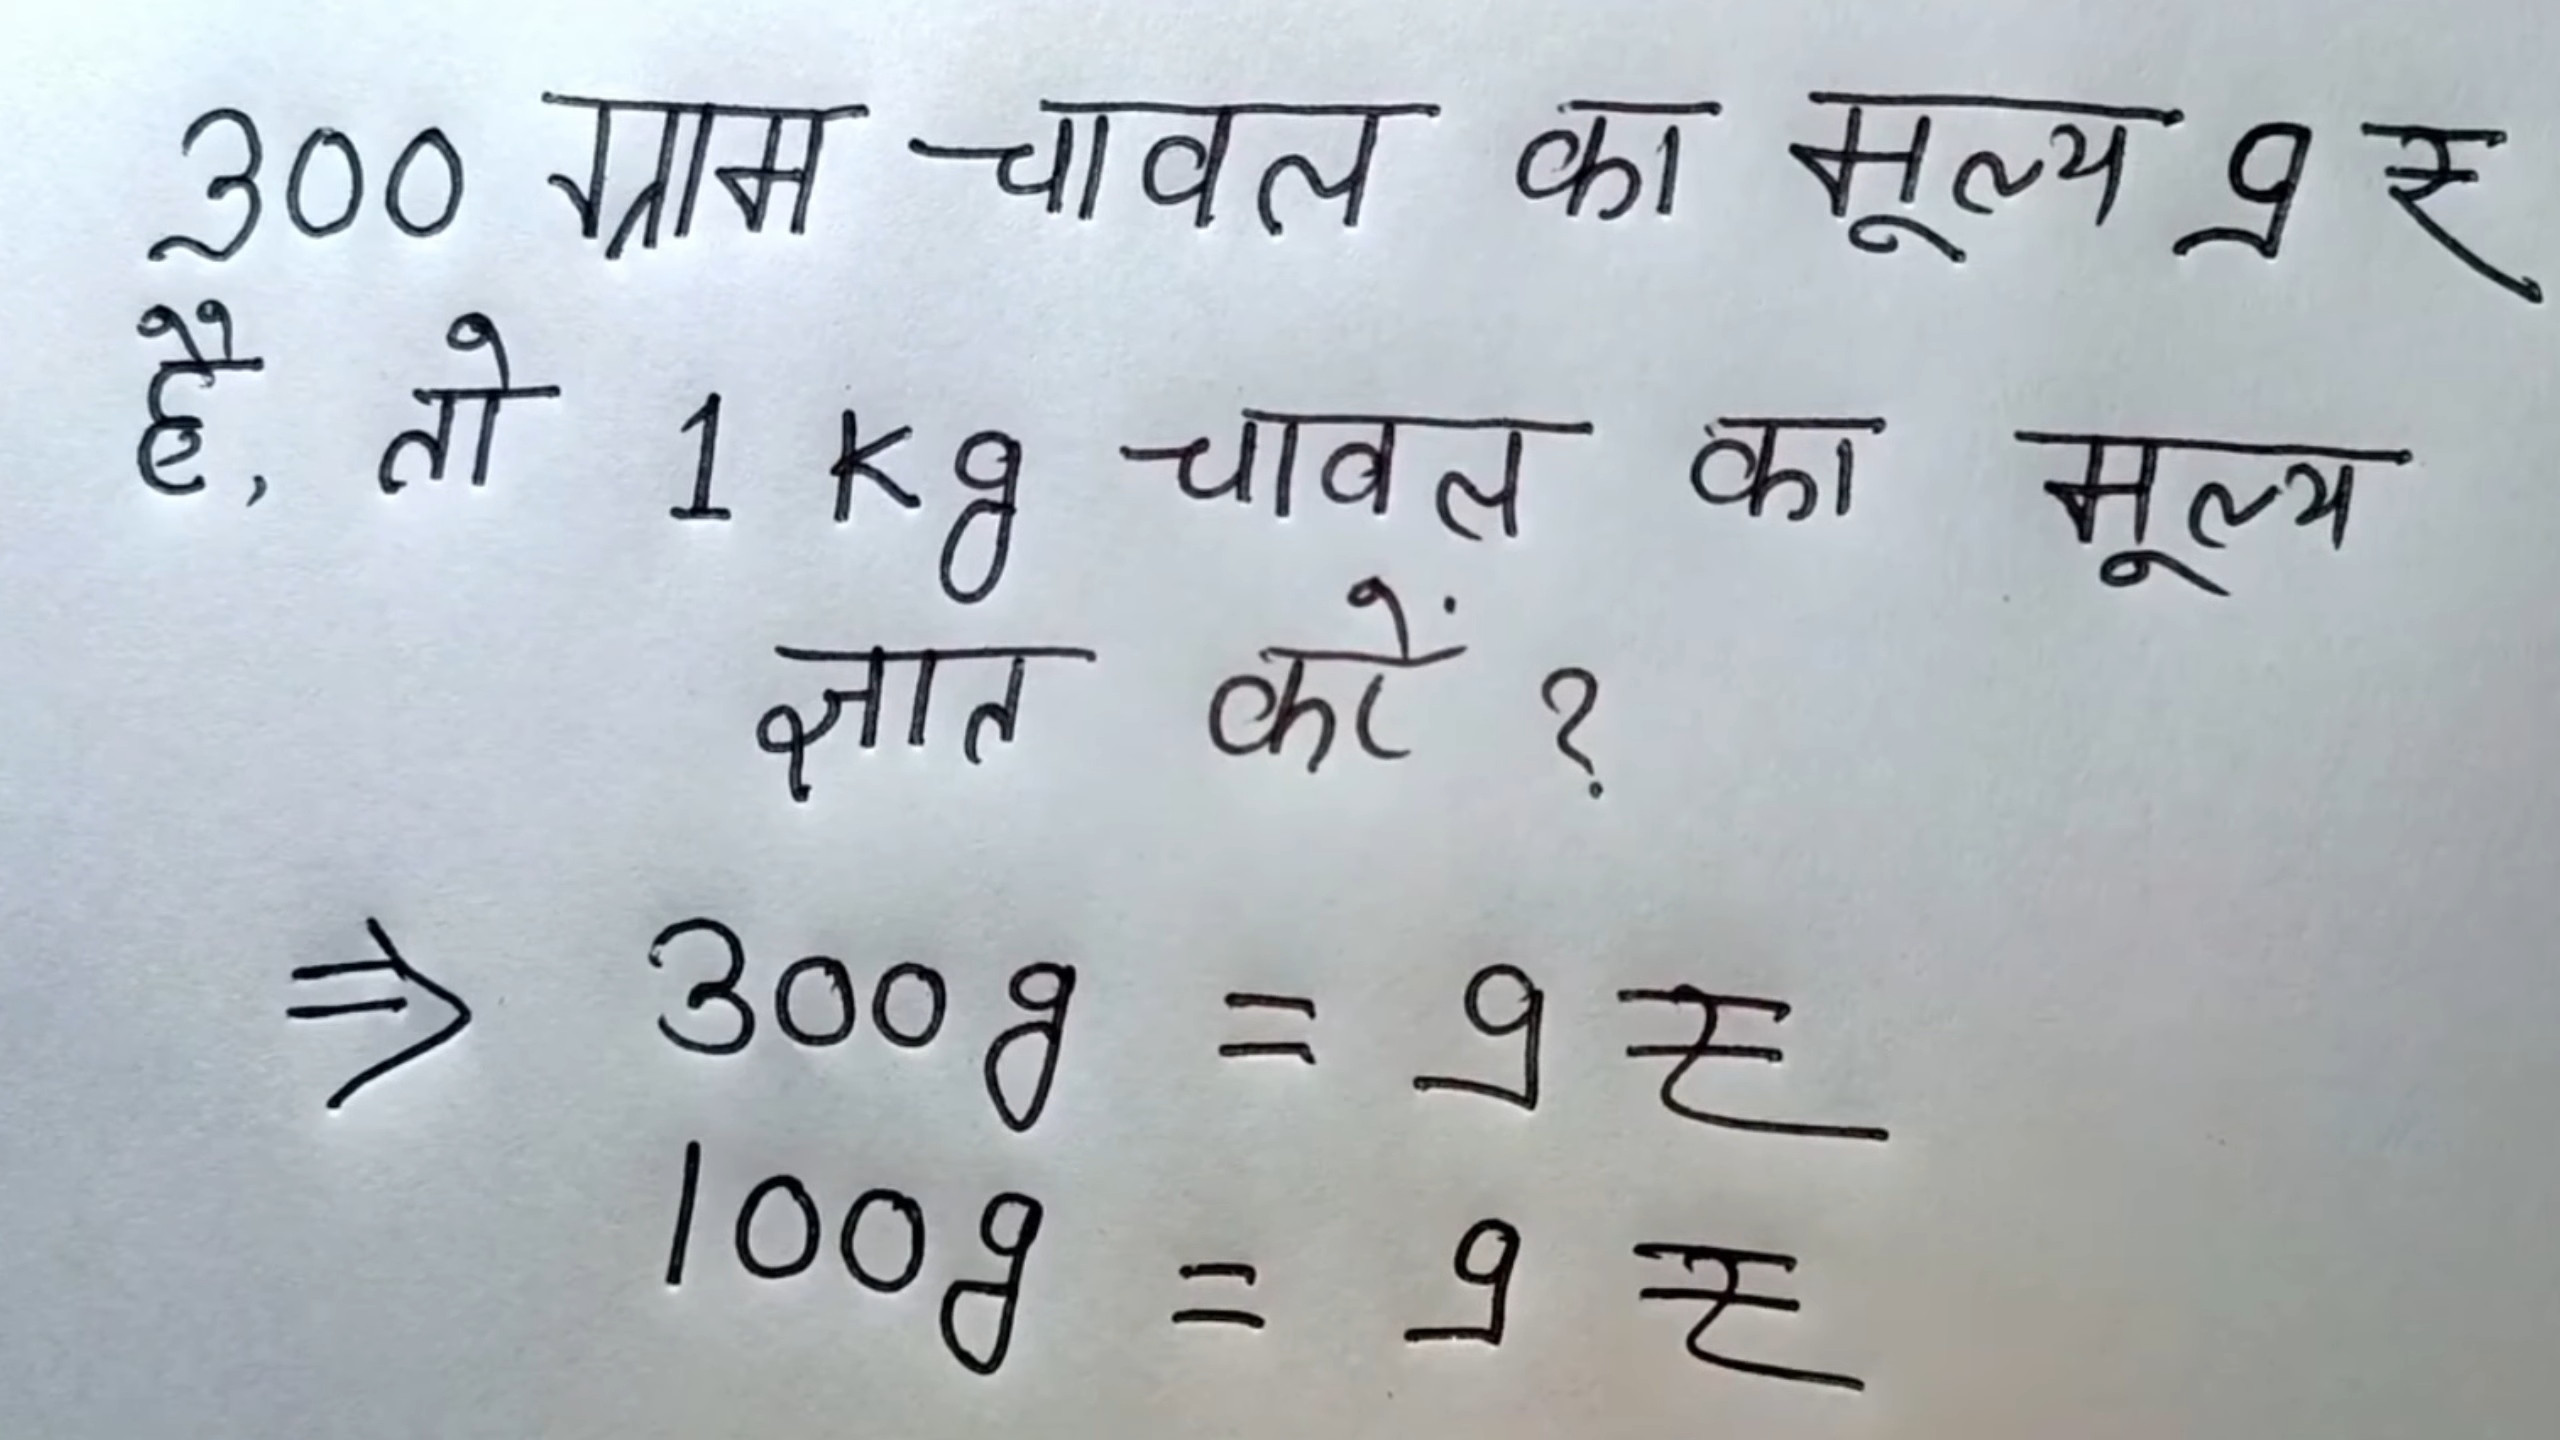 300 ग्राम चावल का मूल्य 9 ₹
है, तो 1 kg चावल का मूल्य
ज्ञात करें ?
⇒ 300g = 9 ₹
100g = 9 ₹